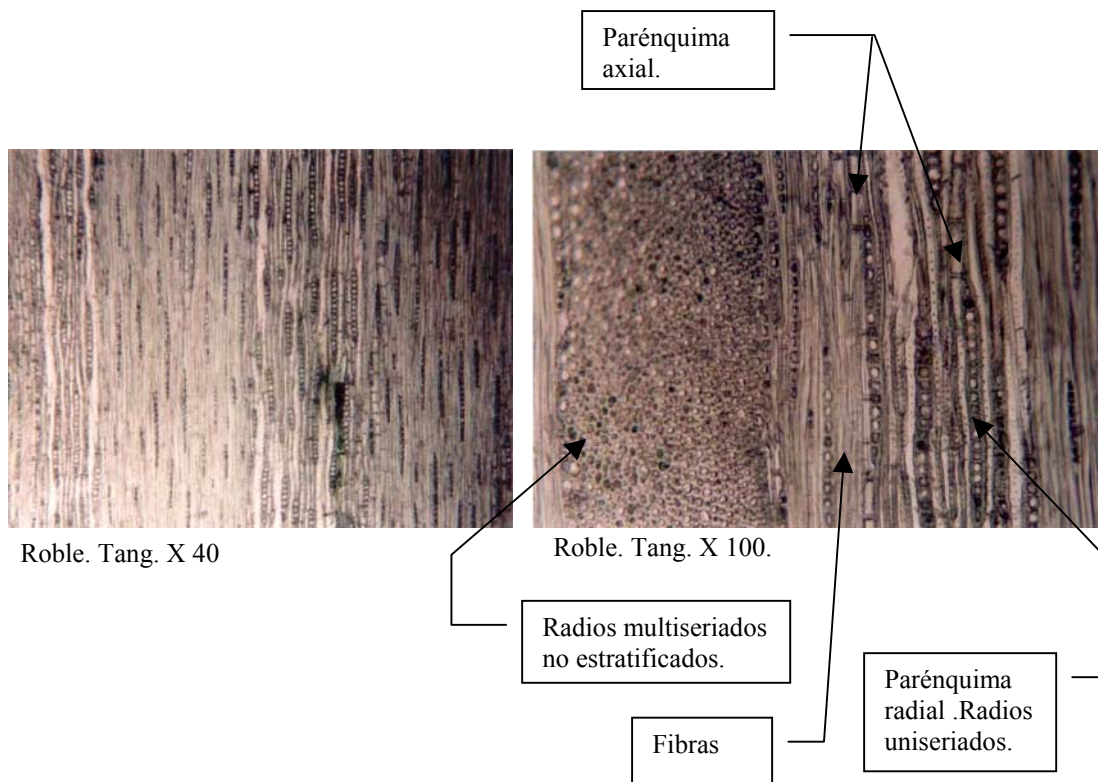 Parénquima
axial.
Roble. Tang. X 40
Roble. Tang. X 100.
Radios multiseriados
no estratificados.
Parénquima
radial .Radios
uniseriados.
Fibras